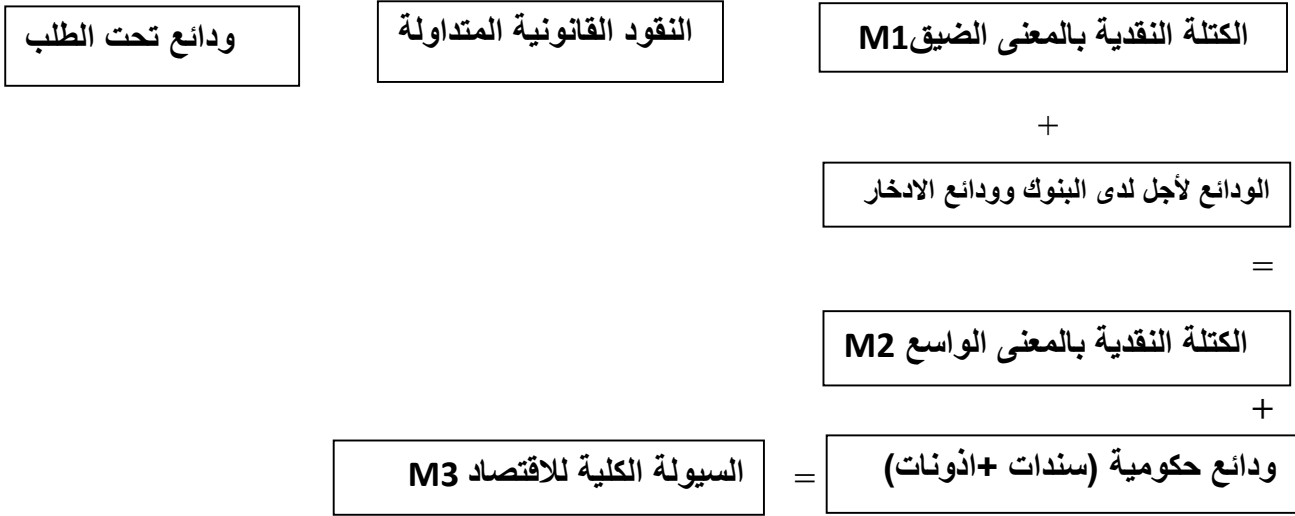 الكتلة النقدية بالمعنى الضيقM1
النقود القانونية المتداولة
ودائع تحت الطلب
+
الودائع لأجل لدى البنوك وودائع الادخار
=
الكتلة النقدية بالمعنى الواسع M2
+
ودائع حكومية (سندات +اذونات)
=
السيولة الكلية للاقتصاد M3